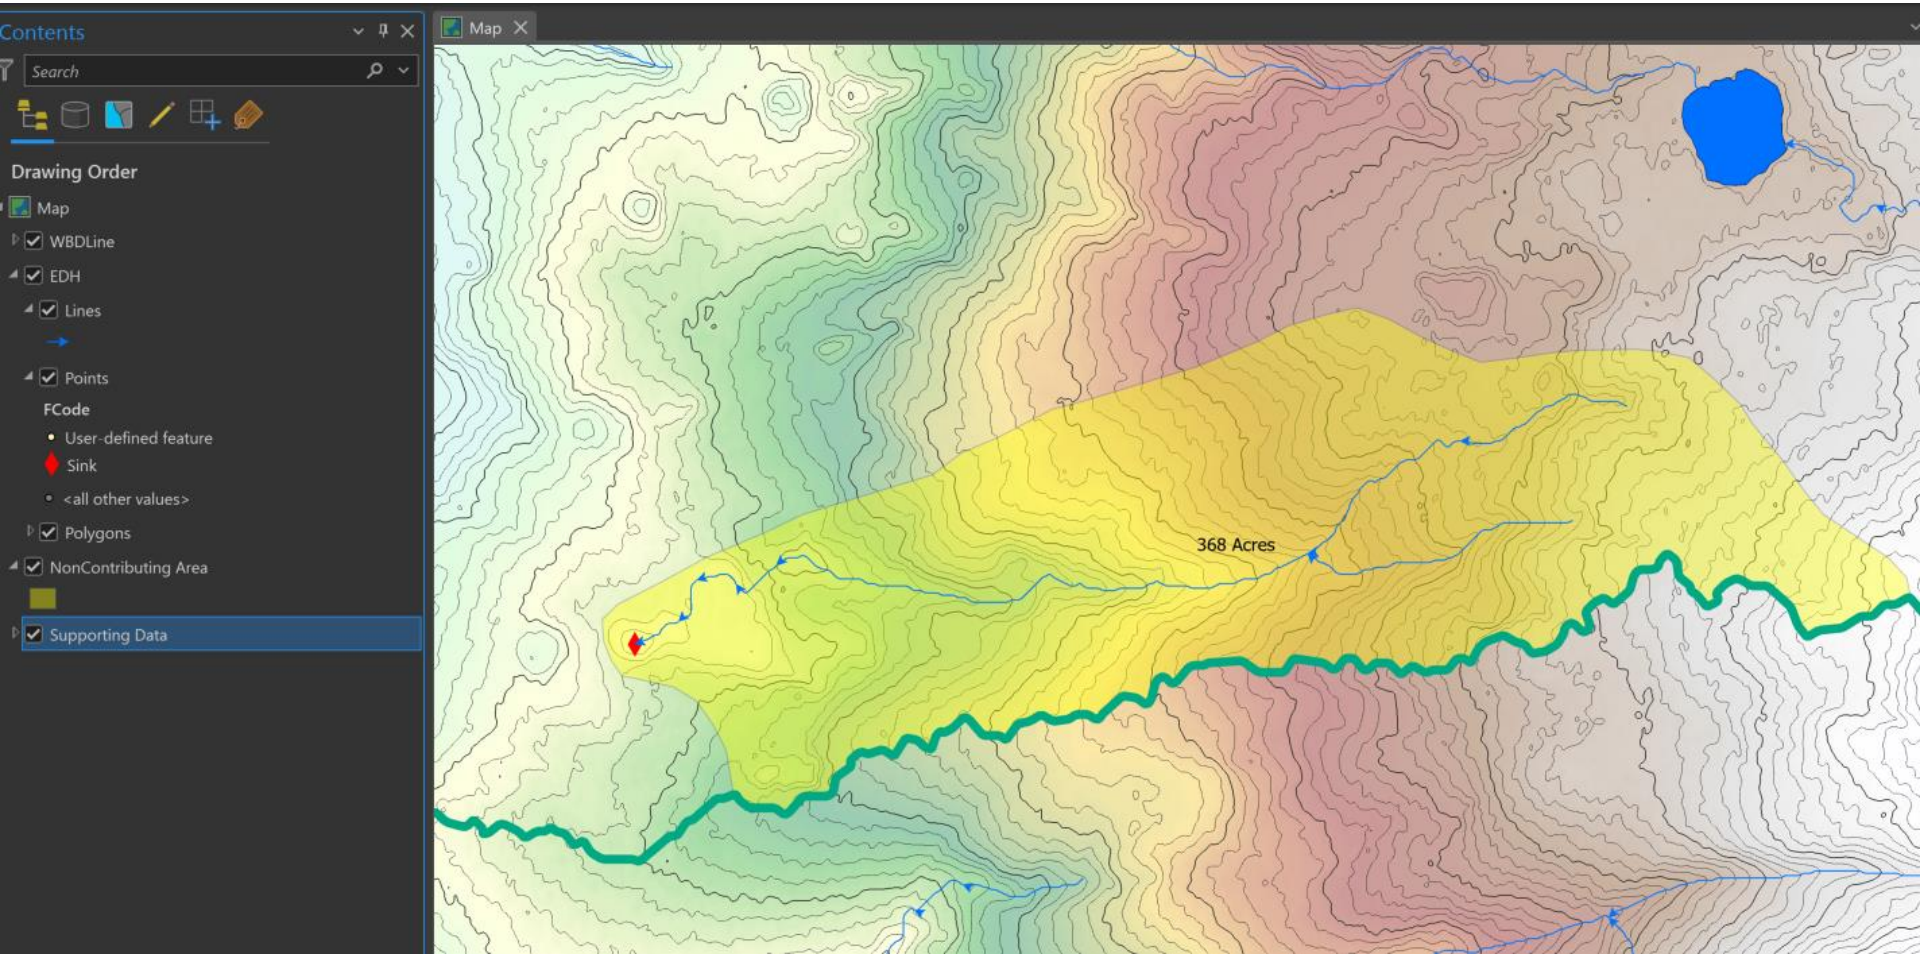 Contents
Map
Search
Drawing Order
Map
WBDLine
EDH
Lines
Points
FCode
User-defined feature
Sink
<all other values>
Polygons
NonContributing Area
Supporting Data
368 Acres